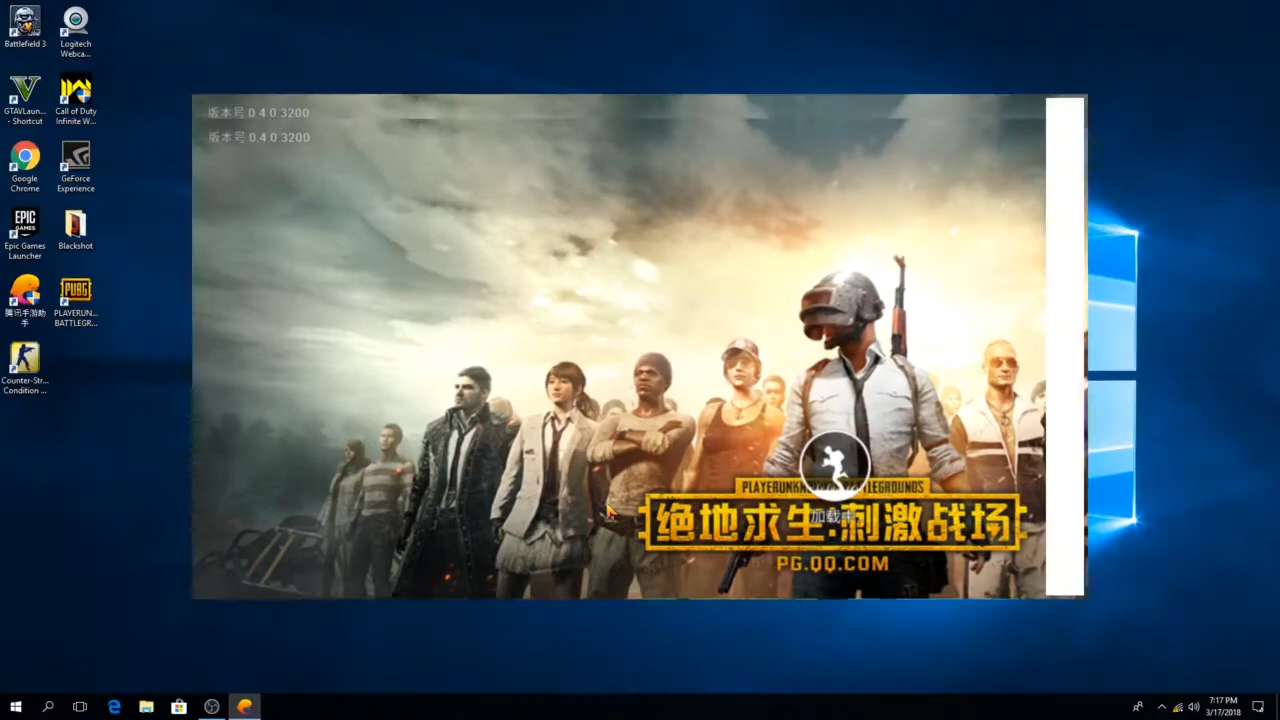 Battlefield 3
Logitech
Webca...
GTAVLaun...
- Shortcut
Call of Duty
Infinite W...
Google
Chrome
GeForce
Experience
EPIC
GAMES
Epic Games
Launcher
Blackshot
腾讯手游助
手
PUBG
PLAYERUN...
BATTLEGR...
Counter-Str...
Condition ...
版本号 0.4.0.3200
版本号 0.4.0.3200
加载中
绝地求生:刺激战场
PG.QQ.COM
7:17 PM
3/17/2018